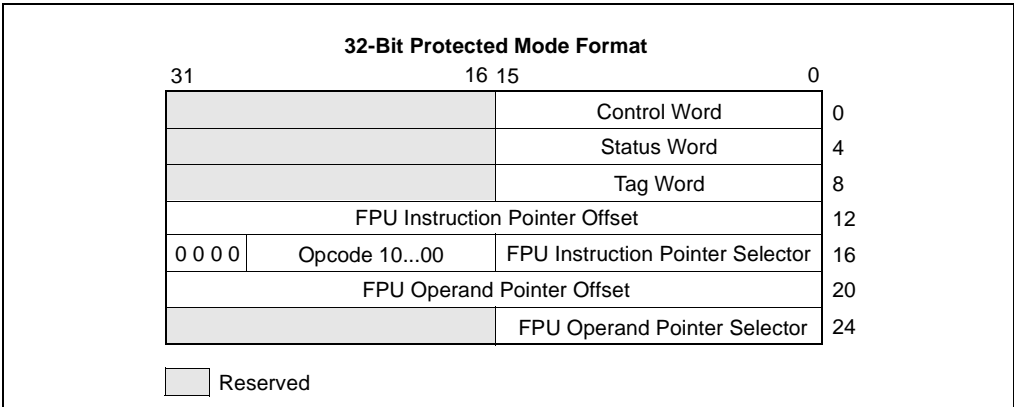 32-Bit Protected Mode Format
31 16 15 0
Control Word 0
Status Word 4
Tag Word 8
FPU Instruction Pointer Offset 12
0 0 0 0 Opcode 10...00 FPU Instruction Pointer Selector 16
FPU Operand Pointer Offset 20
FPU Operand Pointer Selector 24
Reserved